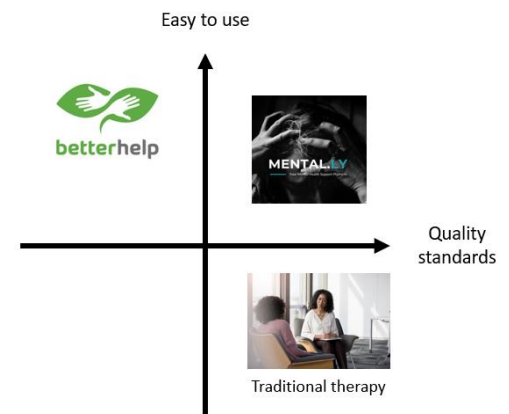 Easy to use
betterhelp
MENTAL.LY
Quality
standards
Traditional therapy